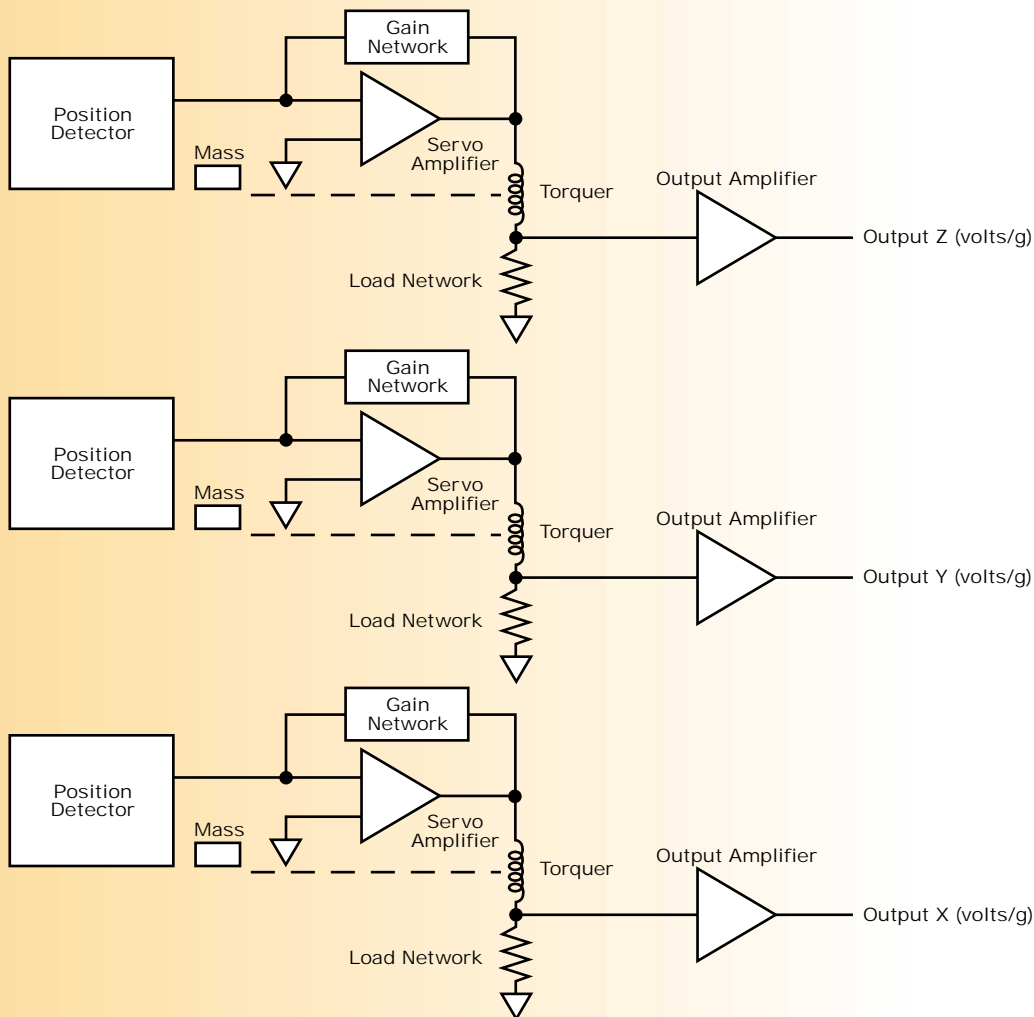 Gain
Network
Position
Detector
Mass
Servo
Amplifier
Torquer
Output Amplifier
Output Z (volts/g)
Load Network
Gain
Network
Position
Detector
Mass
Servo
Amplifier
Torquer
Output Amplifier
Output Y (volts/g)
Load Network
Gain
Network
Position
Detector
Mass
Servo
Amplifier
Torquer
Output Amplifier
Output X (volts/g)
Load Network